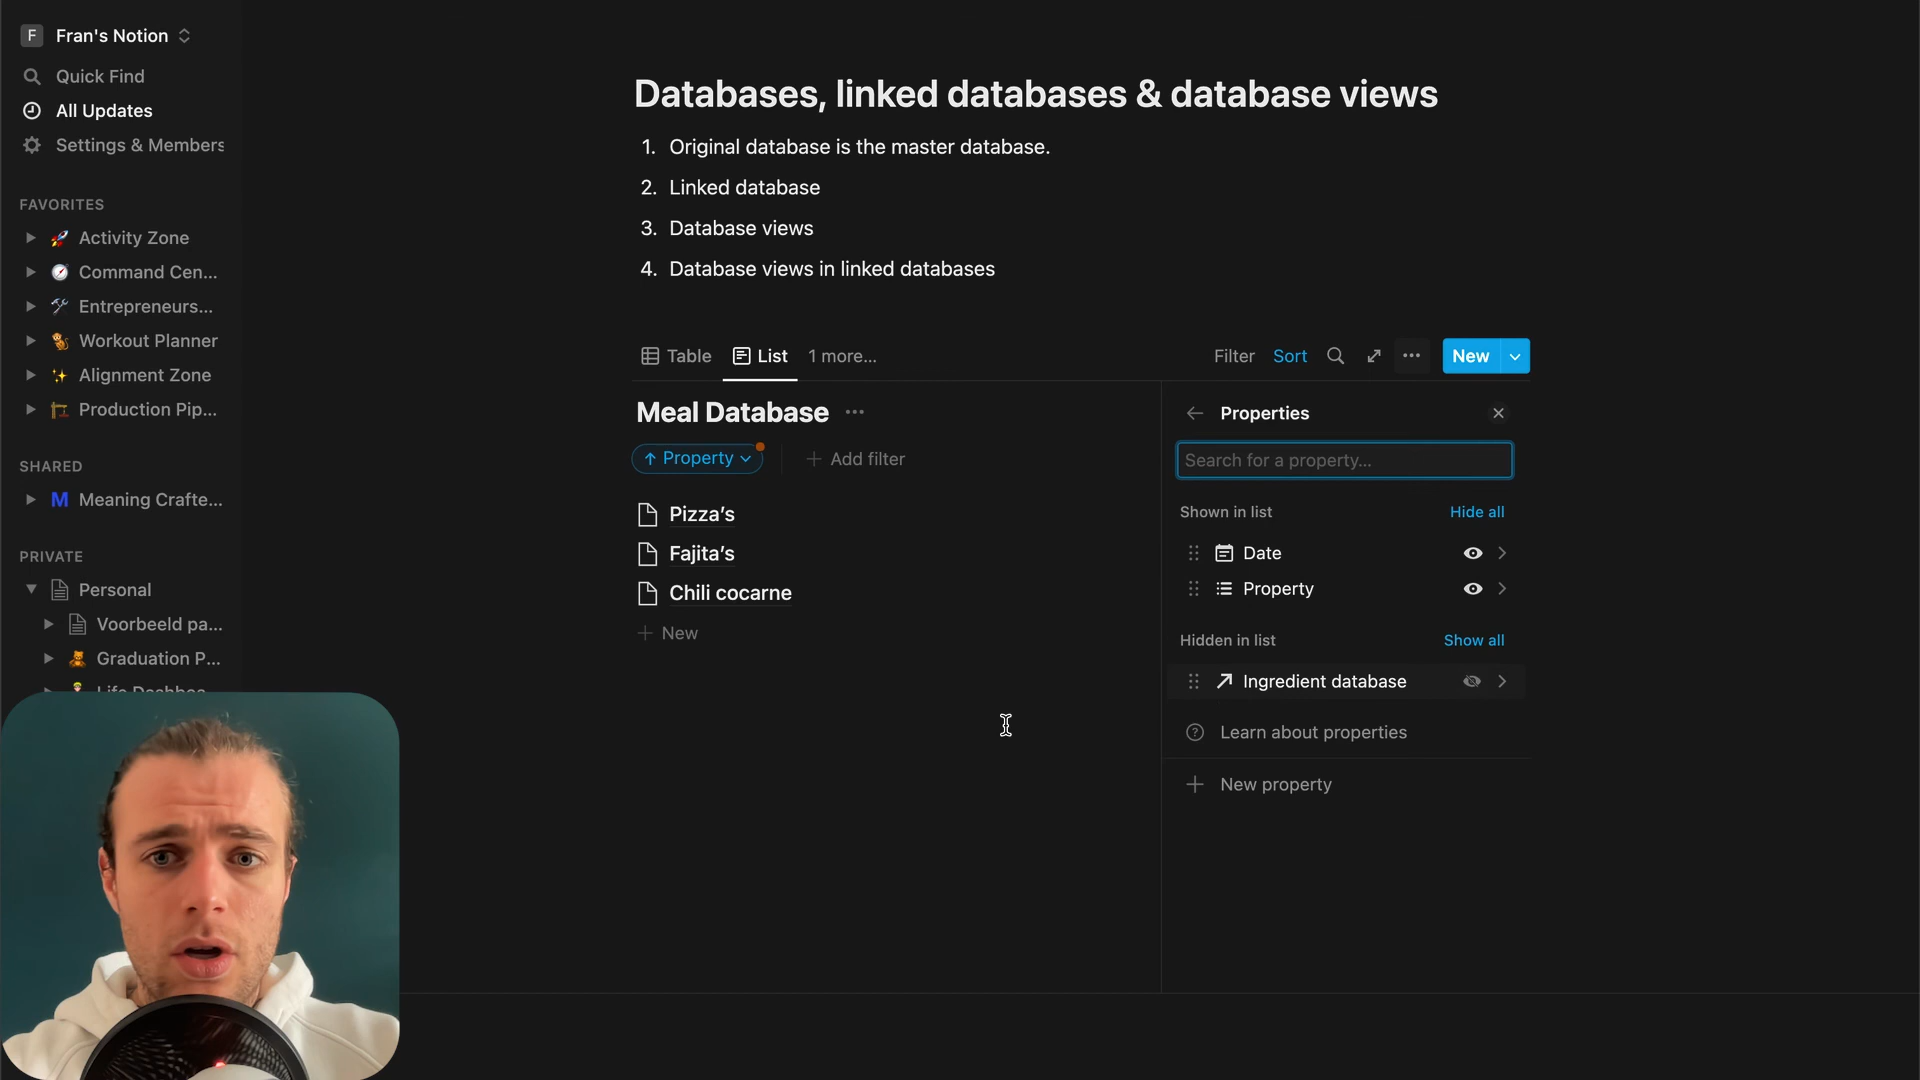 F Fran's Notion
Quick Find
All Updates
Settings & Members
FAVORITES
Activity Zone
Command Cen...
Entrepreneurs...
Workout Planner
Alignment Zone
Production Pip...
SHARED
M Meaning Crafte...
PRIVATE
Personal
Voorbeeld pa...
Graduation P...
Databases, linked databases & database views
1. Original database is the master database.
2. Linked database
3. Database views
4. Database views in linked databases
Table List 1 more... Filter Sort New
Meal Database
Property Add filter
Pizza’s
Fajita’s
Chili cocarne
New
Properties
Search for a property...
Shown in list Hide all
Date
Property
Hidden in list Show all
Ingredient database
Learn about properties
New property